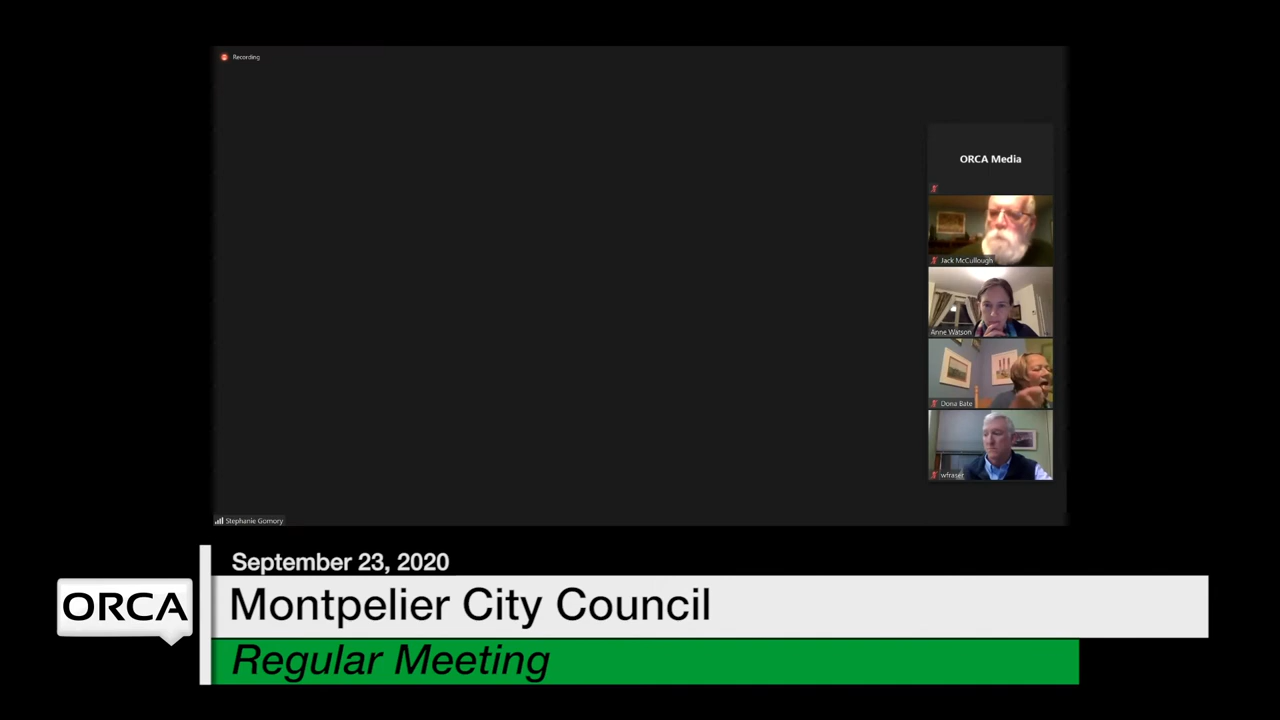 Recording
ORCA Media
Jack McCullough
Anne Watson
Dona Bate
wfraser
Stephanie Gomory
September 23, 2020
Montpelier City Council
ORCA
Regular Meeting